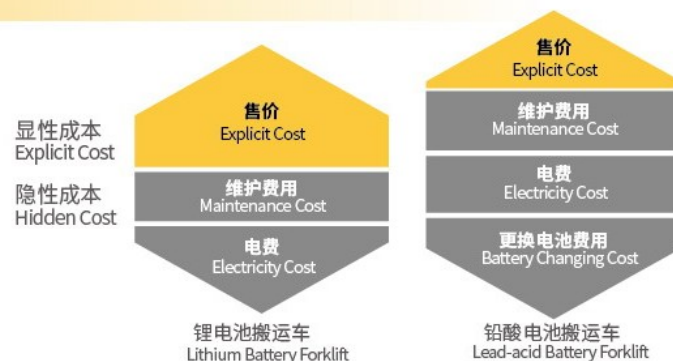 显性成本
Explicit Cost
隐性成本
Hidden Cost
售价
Explicit Cost
维护费用
Maintenance Cost
电费
Electricity Cost
锂电池搬运车
Lithium Battery Forklift
售价
Explicit Cost
维护费用
Maintenance Cost
电费
Electricity Cost
更换电池费用
Battery Changing Cost
铅酸电池搬运车
Lead-acid Battery Forklift